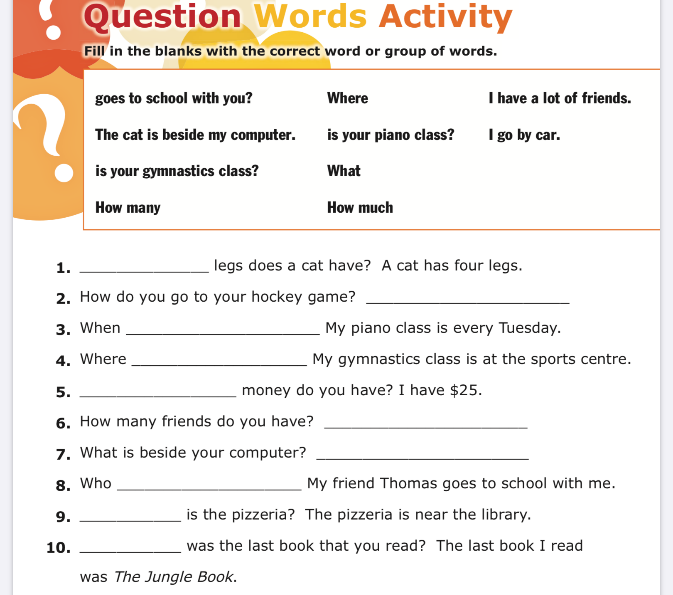 Question Words Activity
Fill in the blanks with the correct word or group of words.
goes to school with you? Where I have a lot of friends.
The cat is beside my computer. is your piano class? I go by car.
is your gymnastics class? What
How many How much
1. ______________ legs does a cat have? A cat has four legs.
2. How do you go to your hockey game? ______________________
3. When _____________________ My piano class is every Tuesday.
4. Where ___________________ My gymnastics class is at the sports centre.
5. _________________ money do you have? I have $25.
6. How many friends do you have? ______________________
7. What is beside your computer? _______________________
8. Who ____________________ My friend Thomas goes to school with me.
9. ___________ is the pizzeria? The pizzeria is near the library.
10. ___________ was the last book that you read? The last book I read
was The Jungle Book.